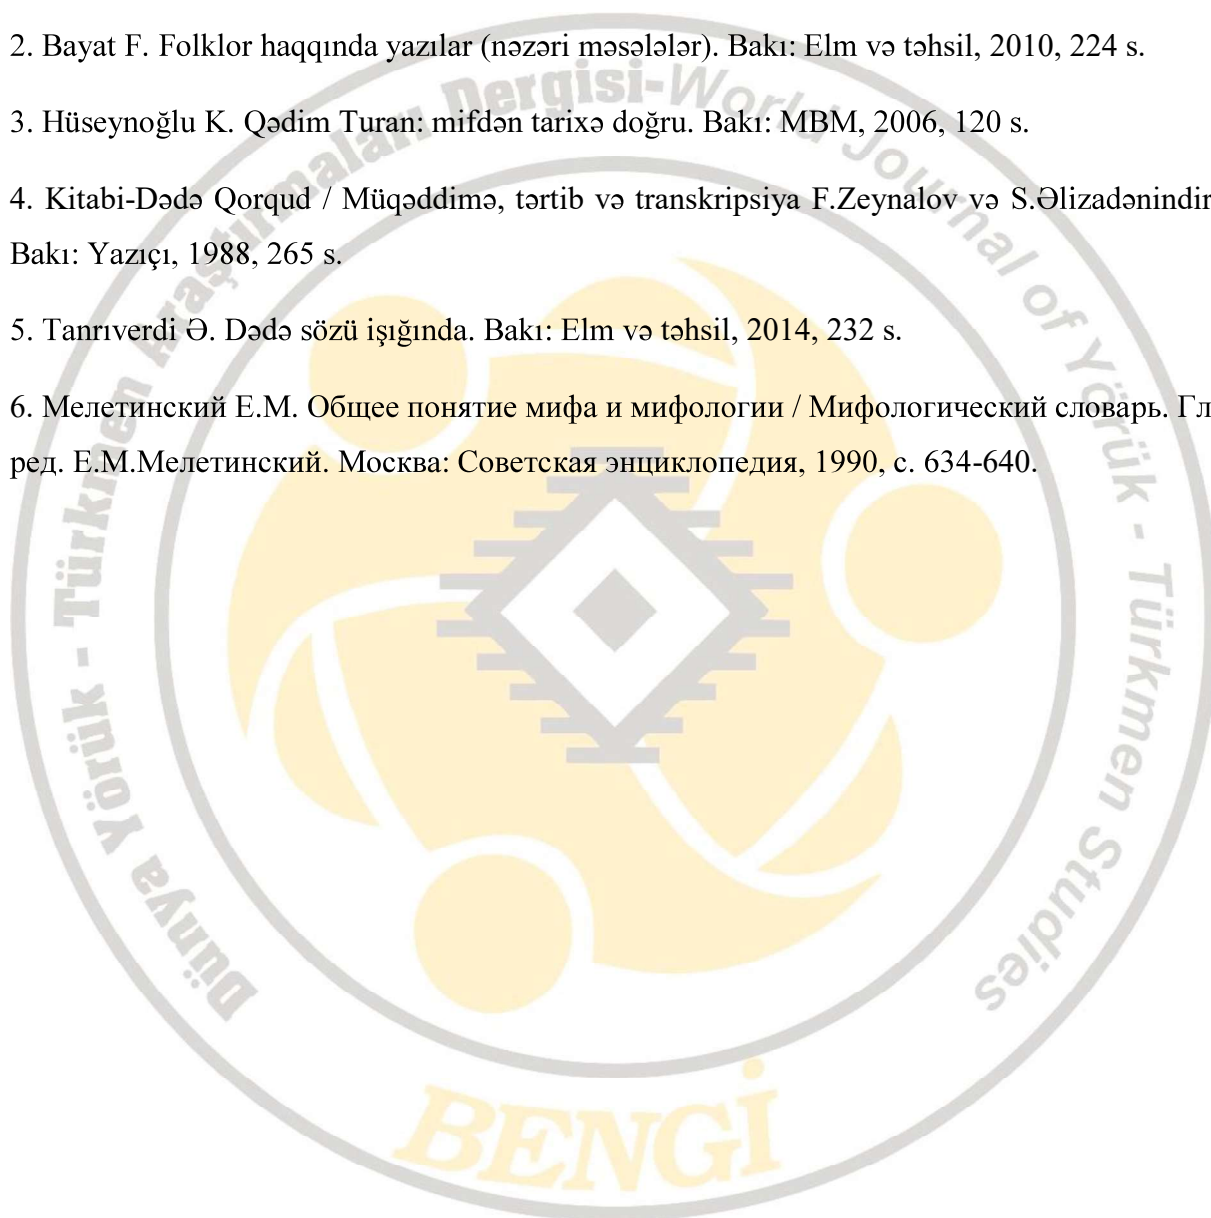 2. Bayat F. Folklor haqqında yazılar (nəzəri məsələlər). Bakı: Elm və təhsil, 2010, 224 s.
3. Hüseynoğlu K. Qədim Turan: mifdən tarixə doğru. Bakı: MBM, 2006, 120 s.
4. Kitabi-Dədə Qorqud / Müqəddimə, tərtib və transkripsiya F.Zeynalov və S.Əlizadənindir
Bakı: Yazıçı, 1988, 265 s.
5. Tanrıverdi Ə. Dədə sözü işığında. Bakı: Elm və təhsil, 2014, 232 s.
6. Мелетинский Е.М. Общее понятие мифа и мифологии / Мифологический словарь. Гл
ред. Е.М.Мелетинский. Москва: Советская энциклопедия, 1990, с. 634-640.
Dünya Yörük - Türkmen Araştırmaları Dergisi-World Journal of Yörük - Türkmen Studies
BENGİ